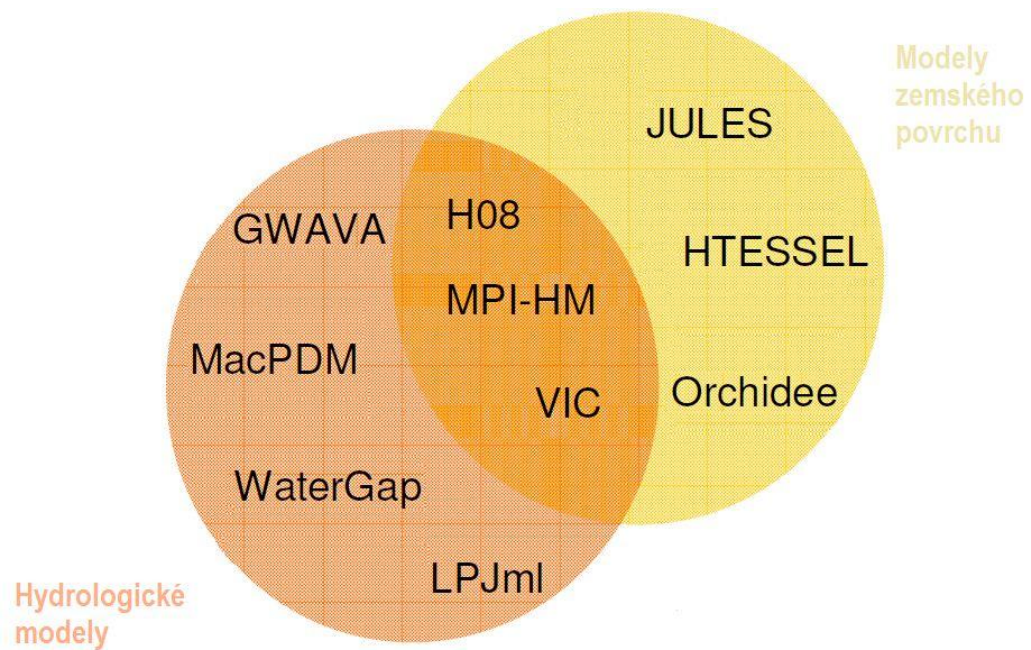 Modely
zemského
povrchu
JULES
H08
GWAVA
HTESSEL
MPI-HM
MacPDM
Orchidee
VIC
WaterGap
LPJml
Hydrologické
modely